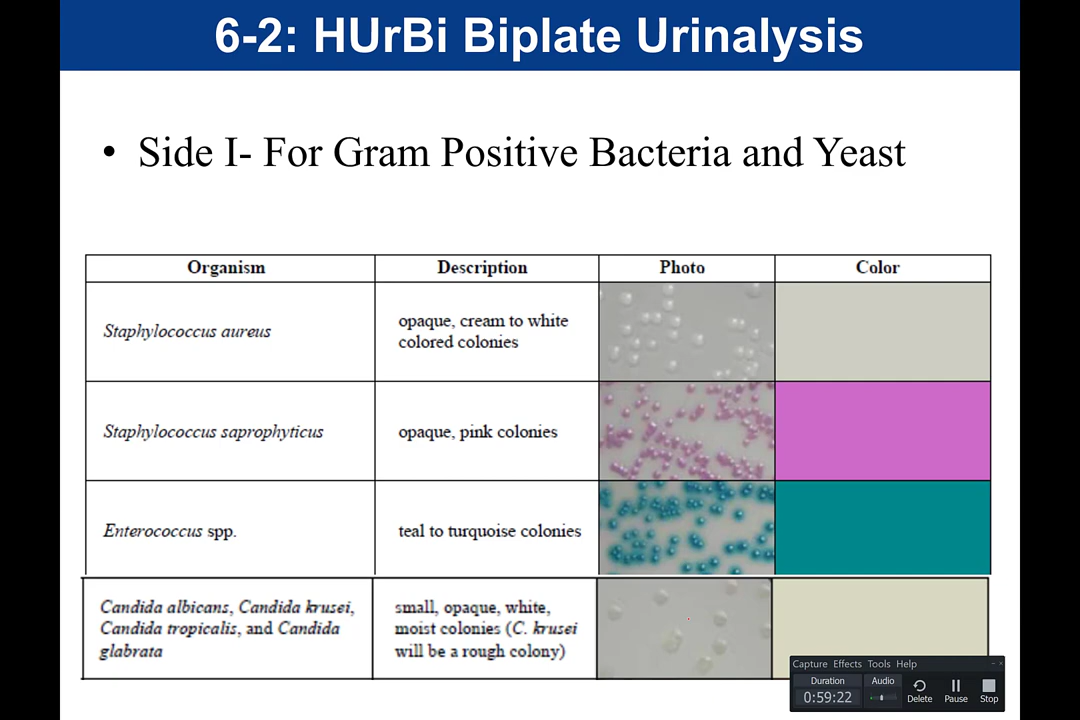 6-2: HUrBi Biplate Urinalysis
• Side I- For Gram Positive Bacteria and Yeast
Organism Description Photo Color
Staphylococcus aureus
opaque, cream to white
colored colonies
Staphylococcus saprophyticus
opaque, pink colonies
Enterococcus spp.
teal to turquoise colonies
Candida albicans, Candida krusei,
Candida tropicalis, and Candida
glabrata
small, opaque, white,
moist colonies (C. krusei
will be a rough colony)
Capture Effects Tools Help
Duration Audio
0:59:22 Delete Pause Stop